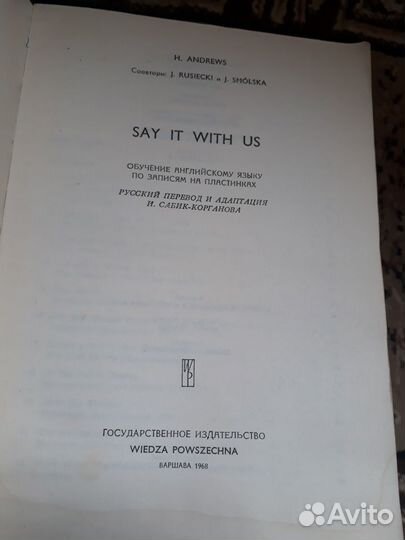 H. ANDREWS
Соавторы: J. RUSIECKI и J. SMÓLSKA
SAY IT WITH US
ОБУЧЕНИЕ АНГЛИЙСКОМУ ЯЗЫКУ
ПО ЗАПИСЯМ НА ПЛАСТИНКАХ
РУССКИЙ ПЕРЕВОД И АДАПТАЦИЯ
И. САБИК-КОРГАНОВА
WP
ГОСУДАРСТВЕННОЕ ИЗДАТЕЛЬСТВО
WIEDZA POWSZECHNA
ВАРШАВА 1968
Avito